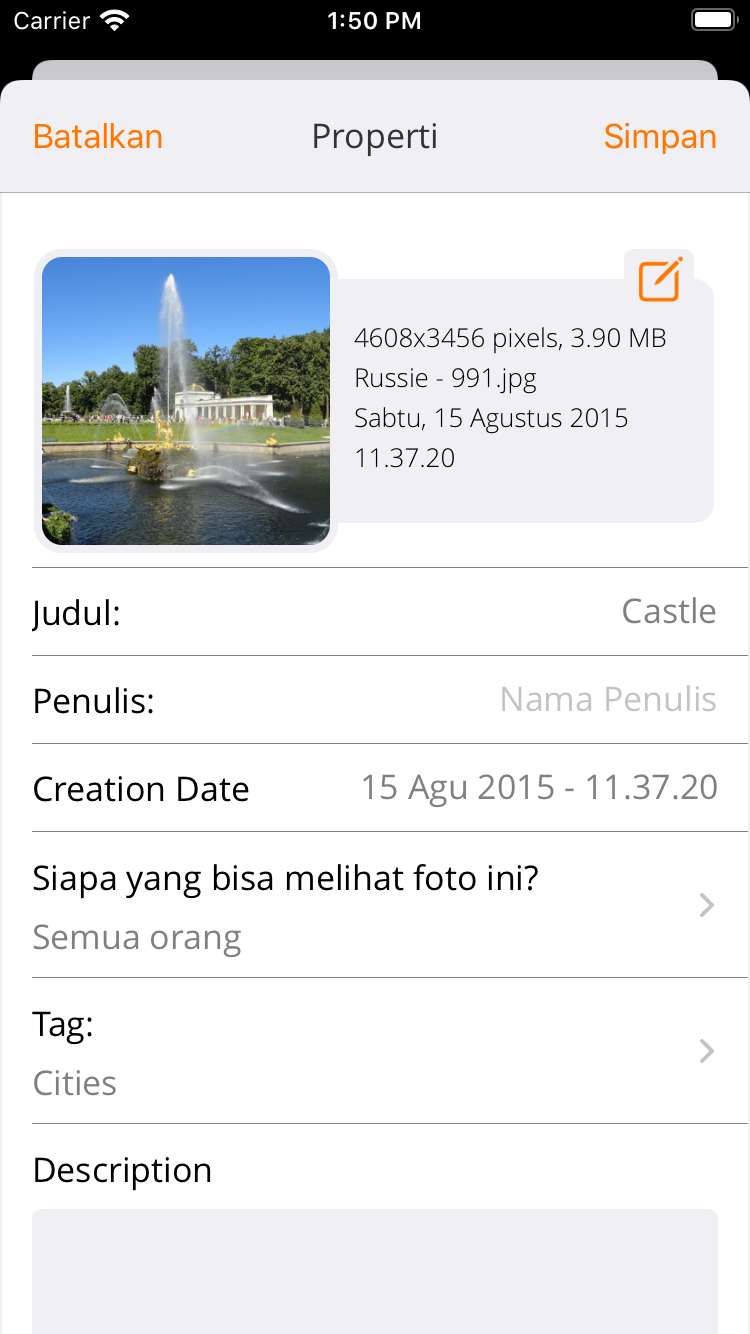 Carrier 1:50 PM
Batalkan Properti Simpan
4608x3456 pixels, 3.90 MB
Russie - 991.jpg
Sabtu, 15 Agustus 2015
11.37.20
Judul: Castle
Penulis: Nama Penulis
Creation Date 15 Agu 2015 - 11.37.20
Siapa yang bisa melihat foto ini?
Semua orang
Tag:
Cities
Description